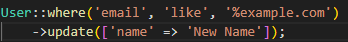 User::where('email', 'like', '%example.com')
    ->update(['name' => 'New Name']);